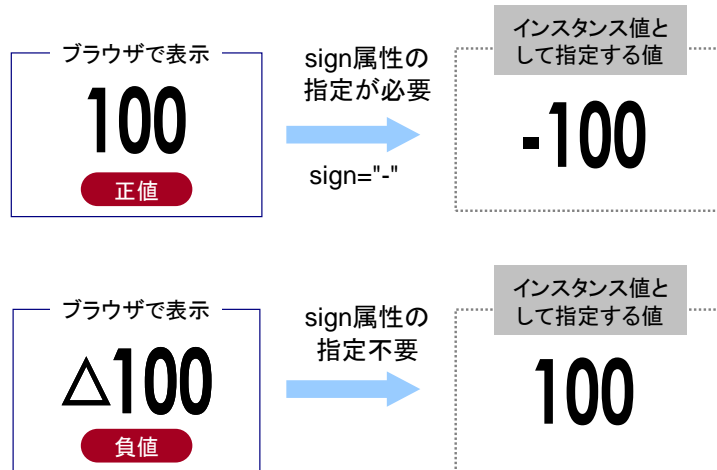 ブラウザで表示
100
正値
sign属性の
指定が必要
sign="-"
インスタンス値と
して指定する値
-100
ブラウザで表示
△100
負値
sign属性の
指定不要
インスタンス値と
して指定する値
100